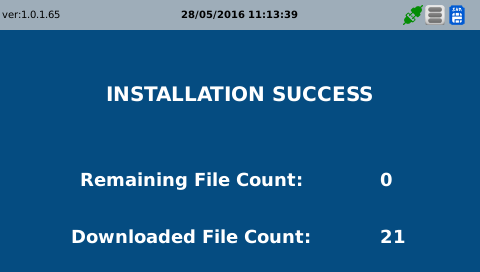 ver:1.0.1.65 28/05/2016 11:13:39
INSTALLATION SUCCESS
Remaining File Count: 0
Downloaded File Count: 21